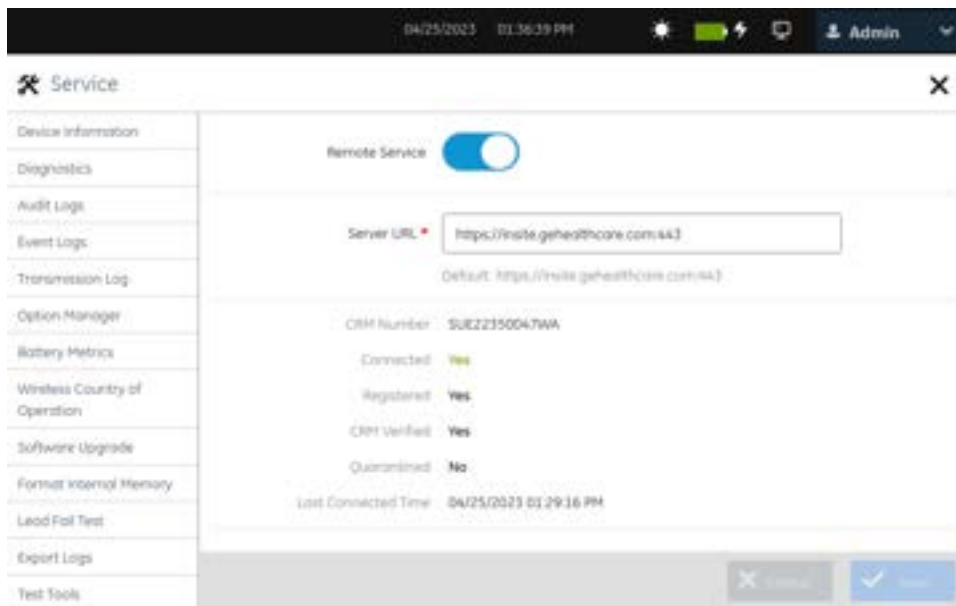 04/25/2023 01:36:39 PM Admin
Service
Device Information
Diagnostics
Audit Logs
Event Logs
Transmission Log
Option Manager
Battery Metrics
Wireless Country of
Operation
Software Upgrade
Format Internal Memory
Lead Fail Test
Export Logs
Test Tools
Remote Service
Server URL * https://insite.gehealthcare.com:443
Default: https://insite.gehealthcare.com:443
CRM Number SUE22350047WA
Connected Yes
Registered Yes
CRM Verified Yes
Quarantined No
Last Connected Time 04/25/2023 01:29:16 PM